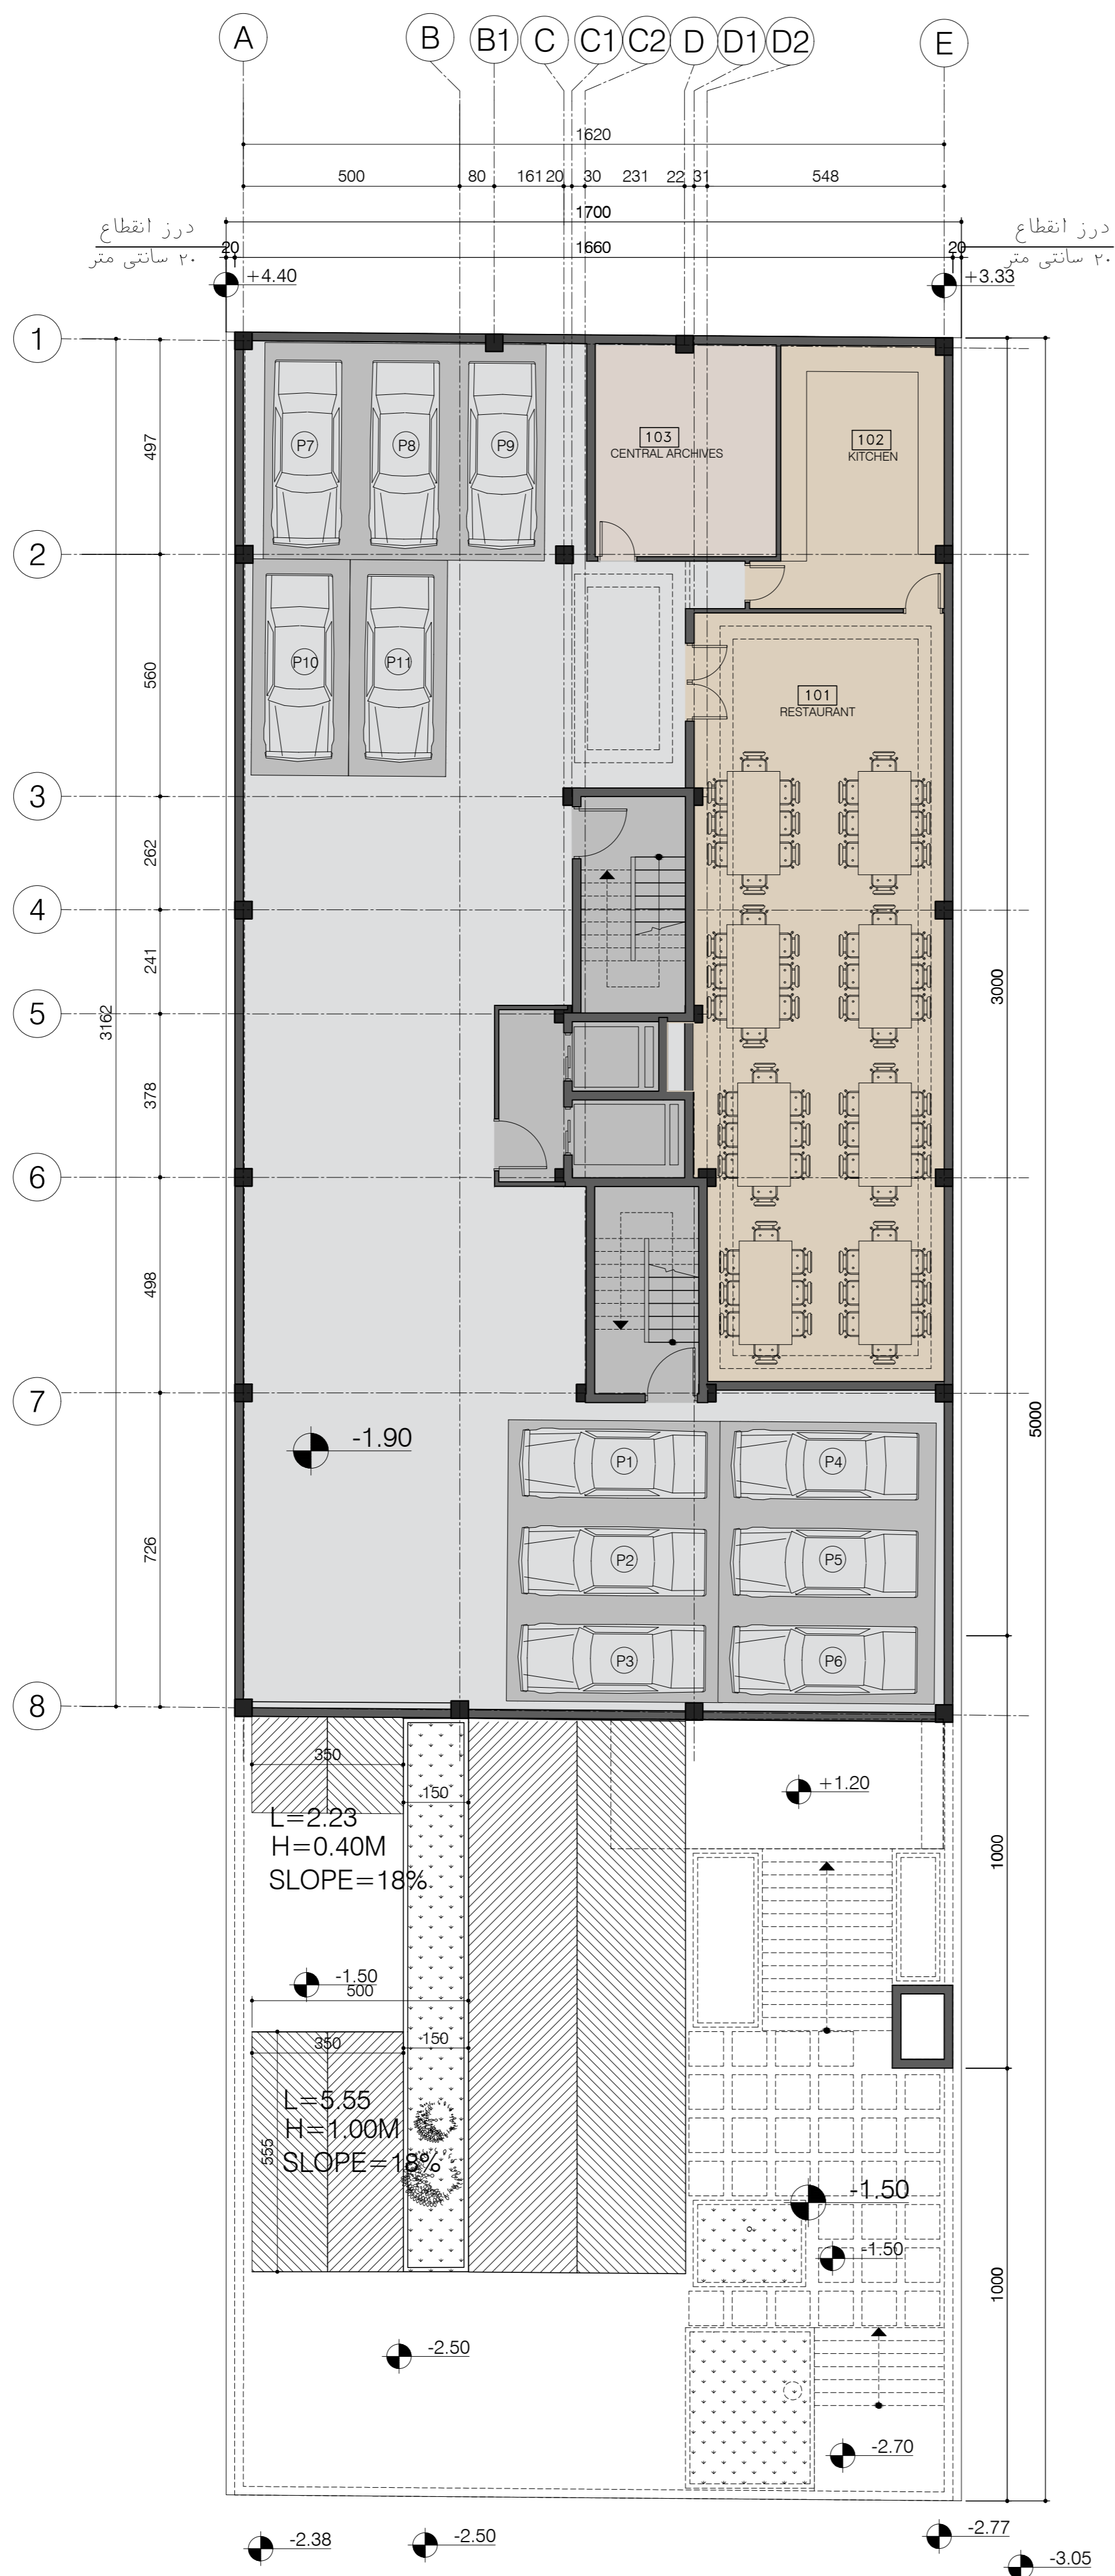 A B B1 C C1 C2 D D1 D2 E
1620
500 80 161 20 30 231 22 31 548
1700
درز انقطاع
۲۰ سانتی متر
درز انقطاع
۲۰ سانتی متر
20 1660 20
+4.40
+3.33
1
2
3
4
5
6
7
8
497
560
262
241
378
498
726
3162
3000
5000
1000
1000
P7 P8 P9
P10 P11
103
CENTRAL ARCHIVES
102
KITCHEN
101
RESTAURANT
-1.90
P1 P4
P2 P5
P3 P6
350
150
+1.20
L=2.23
H=0.40M
SLOPE=18%
-1.50
500
350
150
L=5.55
H=1.00M
SLOPE=18%
555
-1.50
-1.50
-2.50
-2.70
-2.38
-2.50
-2.77
-3.05